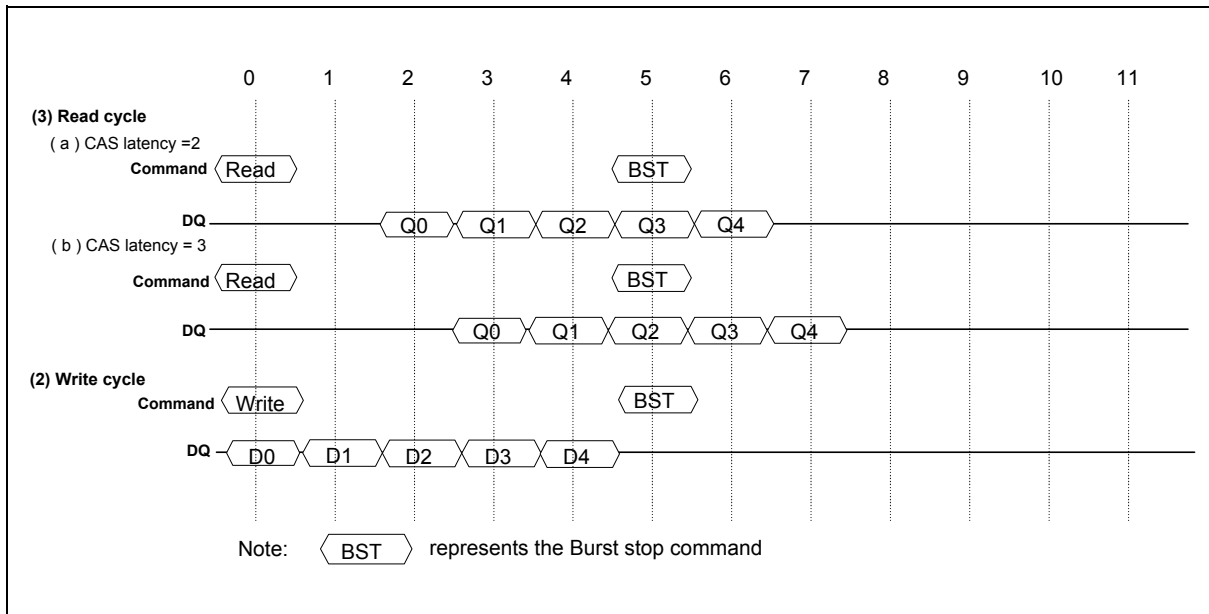 0 1 2 3 4 5 6 7 8 9 10 11
(3) Read cycle
( a ) CAS latency =2
Command Read BST
DQ Q0 Q1 Q2 Q3 Q4
( b ) CAS latency = 3
Command Read BST
DQ Q0 Q1 Q2 Q3 Q4
(2) Write cycle
Command Write BST
DQ D0 D1 D2 D3 D4
Note: BST represents the Burst stop command